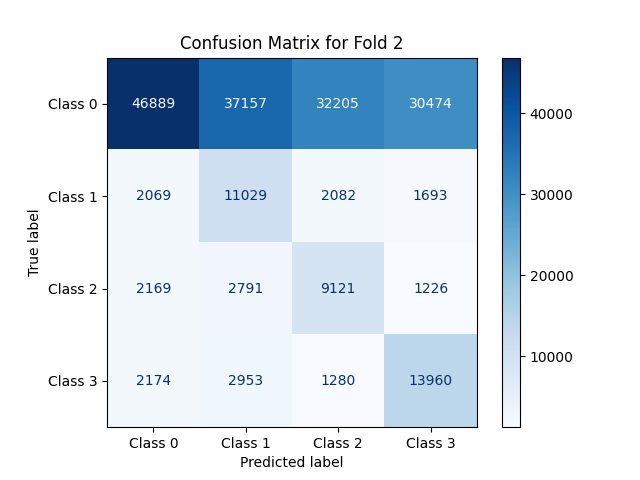 Confusion Matrix for Fold 2
Class 0 46889 37157 32205 30474
Class 1 2069 11029 2082 1693
Class 2 2169 2791 9121 1226
Class 3 2174 2953 1280 13960
Class 0 Class 1 Class 2 Class 3
Predicted label
True label
40000
30000
20000
10000